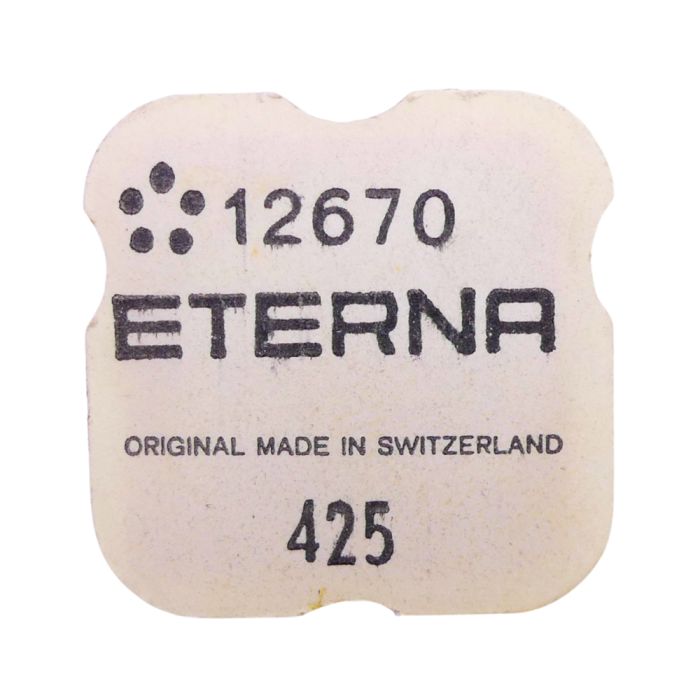 12670
ETERNA
ORIGINAL MADE IN SWITZERLAND
425